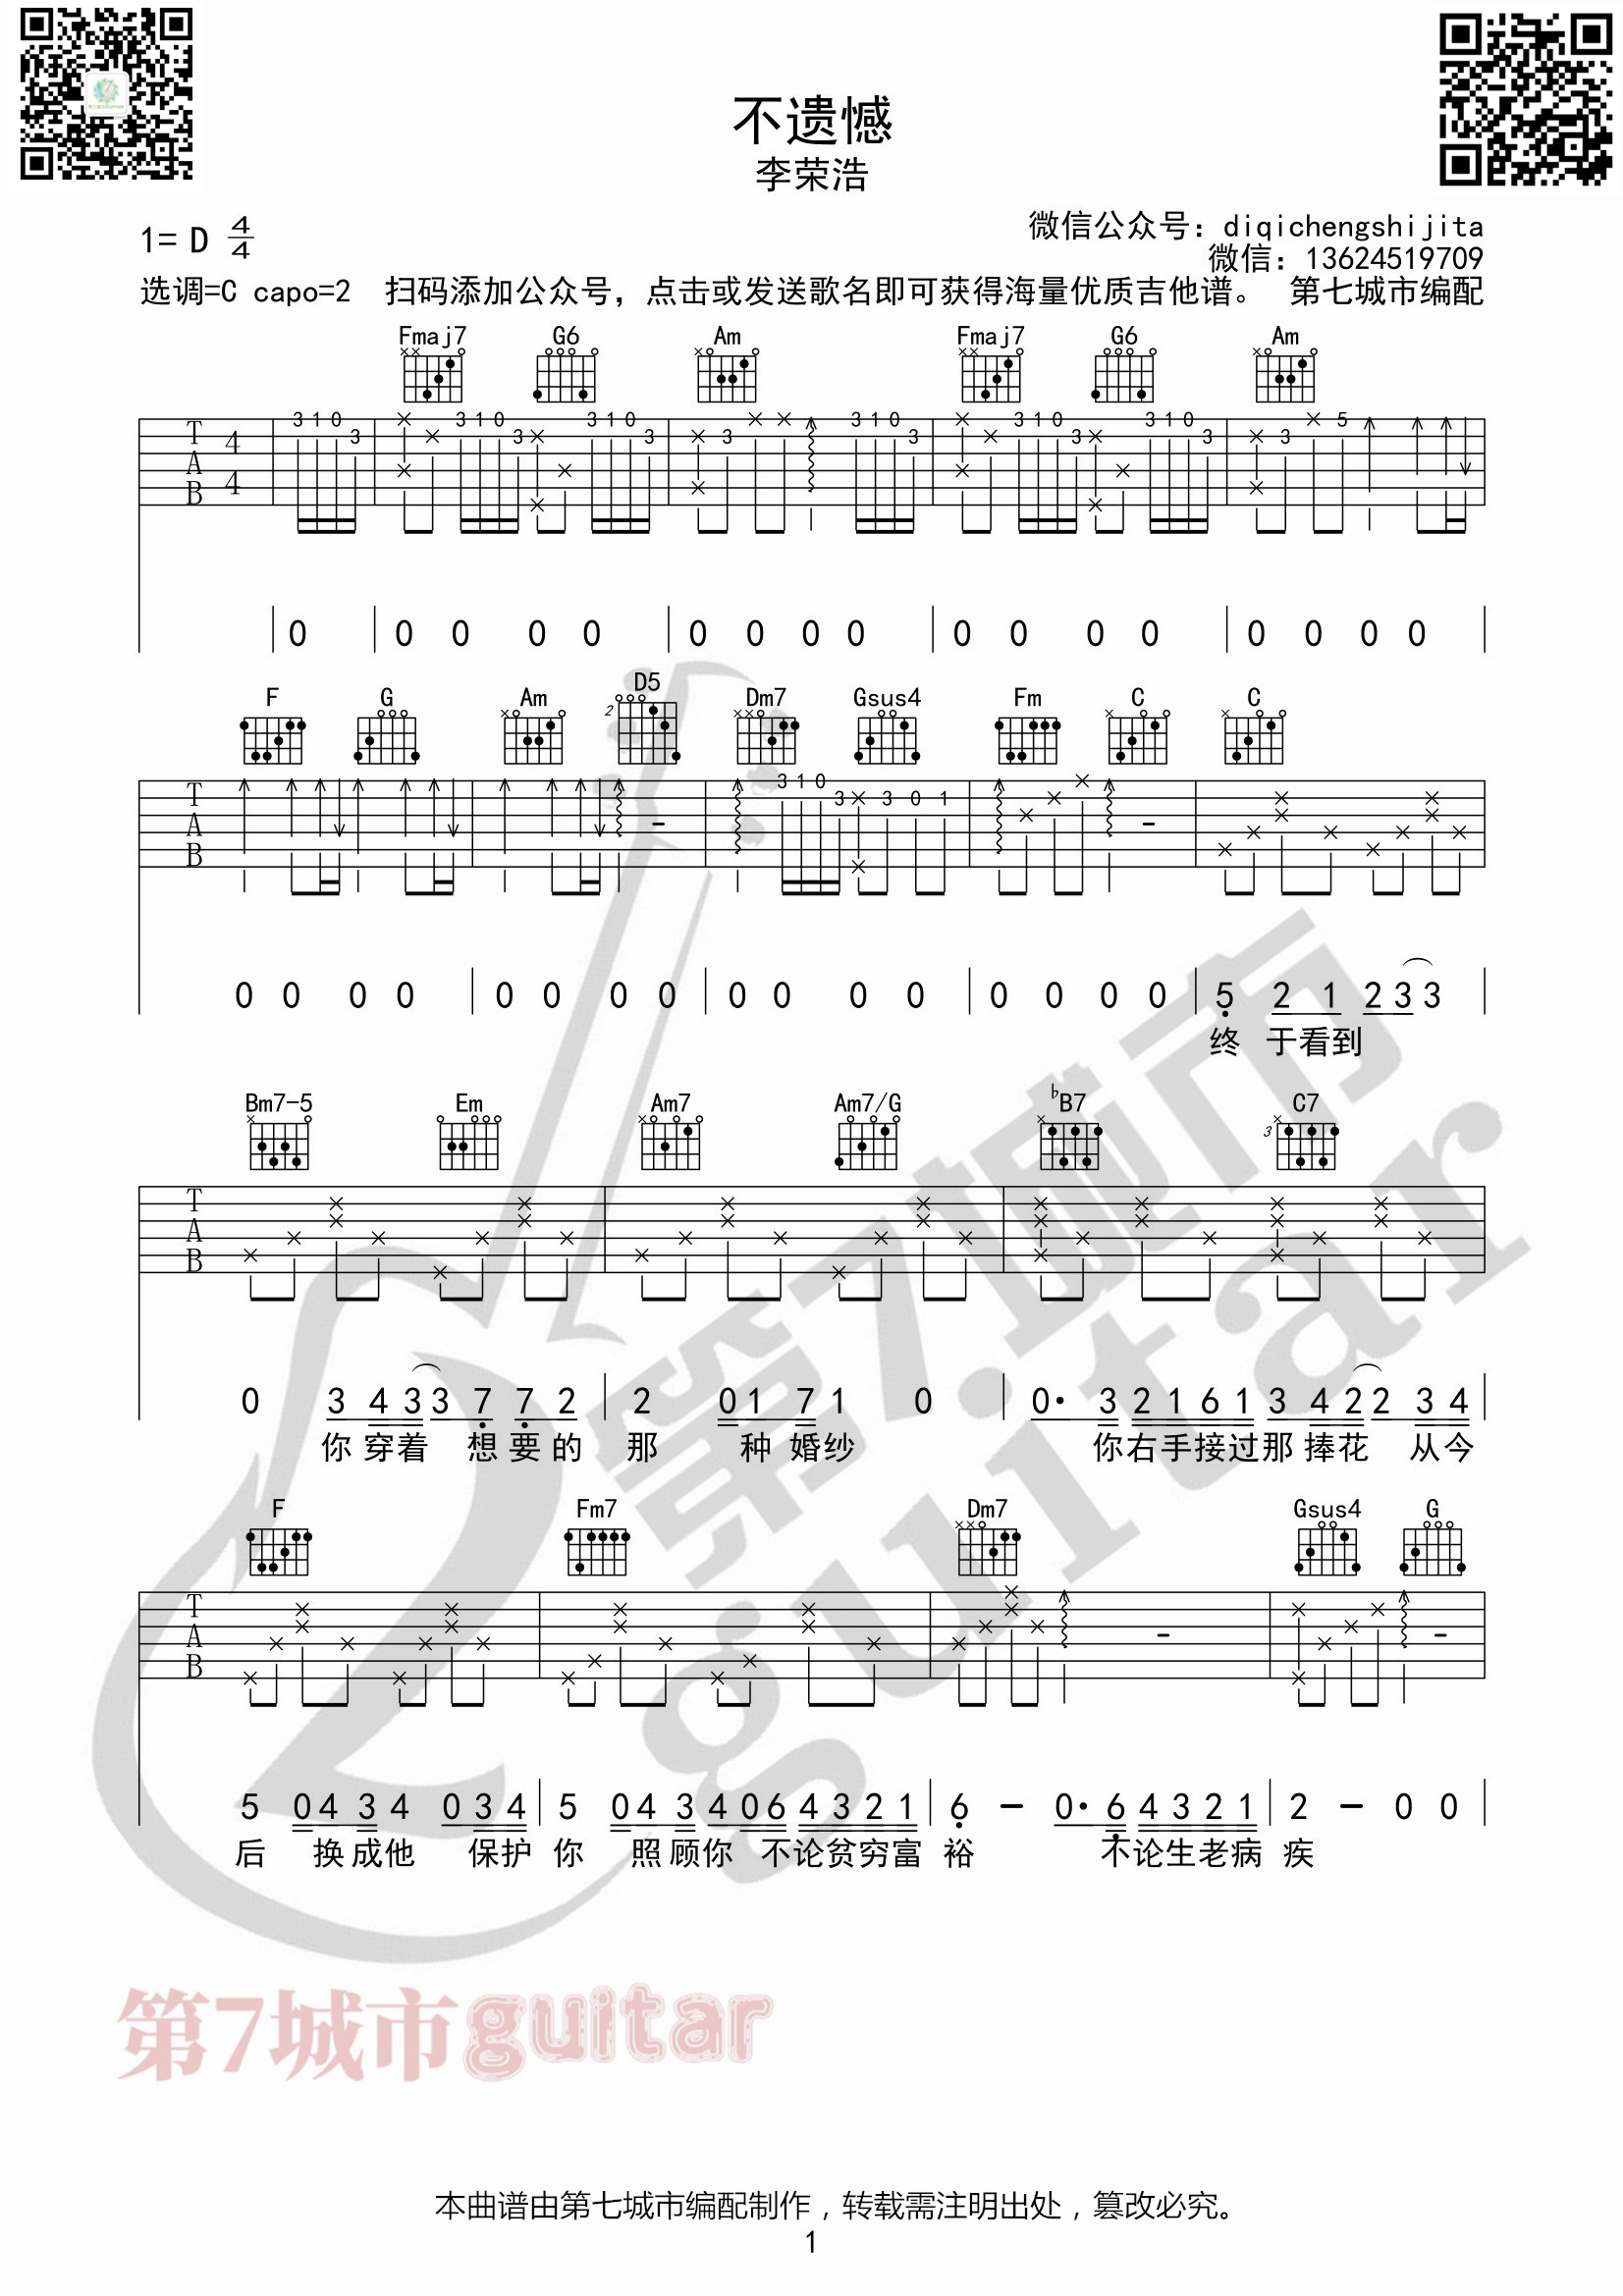 不遗憾
李荣浩
1= D 4/4
微信公众号：diqichengshijita
微信：13624519709
选调=C capo=2 扫码添加公众号，点击或发送歌名即可获得海量优质吉他谱。 第七城市编配
Fmaj7 G6 Am Fmaj7 G6 Am
T A B 4 4 3 1 0 3 3 1 0 3 3 1 0 3 3 3 1 0 3 3 1 0 3 3 1 0 3 3 5
0 0 0 0 0 0 0 0 0 0 0 0 0 0 0 0 0
F G Am D5 Dm7 Gsus4 Fm C C
2
T A B 3 1 0 3 3 0 1
0 0 0 0 0 0 0 0 0 0 0 0 0 0 0 0 5 2 1 2 3 3
终 于看到
Bm7-5 Em Am7 Am7/G ♭B7 C7
3
T A B
0 3 4 3 3 7 7 2 2 0 1 7 1 0 0· 3 2 1 6 1 3 4 2 2 3 4
你穿着 想要的 那 种婚纱 你右手接过那捧花 从今
F Fm7 Dm7 Gsus4 G
T A B
5 0 4 3 4 0 3 4 5 0 4 3 4 0 6 4 3 2 1 6 – 0· 6 4 3 2 1 2 – 0 0
后 换成他 保护 你 照顾你 不论贫穷富 裕 不论生老病 疾
第7城市guitar
第7城市guitar
本曲谱由第七城市编配制作，转载需注明出处，篡改必究。
1